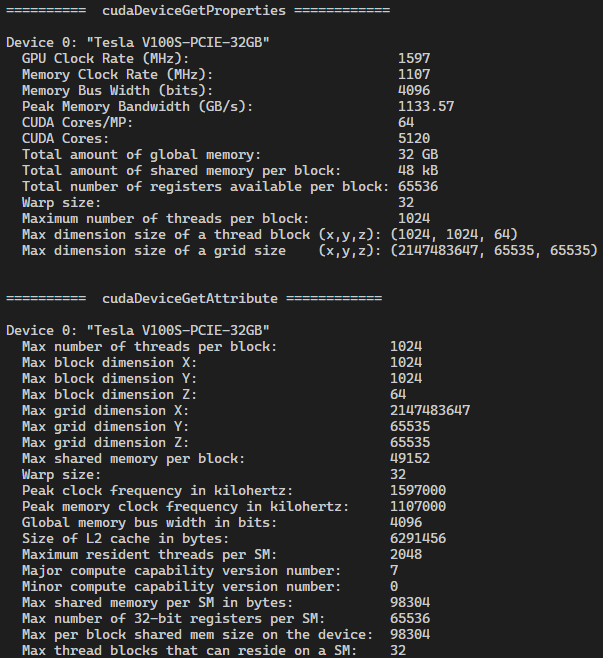 ========== cudaDeviceGetProperties ============
Device 0: "Tesla V100S-PCIE-32GB"
GPU Clock Rate (MHz): 1597
Memory Clock Rate (MHz): 1107
Memory Bus Width (bits): 4096
Peak Memory Bandwidth (GB/s): 1133.57
CUDA Cores/MP: 64
CUDA Cores: 5120
Total amount of global memory: 32 GB
Total amount of shared memory per block: 48 kB
Total number of registers available per block: 65536
Warp size: 32
Maximum number of threads per block: 1024
Max dimension size of a thread block (x,y,z): (1024, 1024, 64)
Max dimension size of a grid size (x,y,z): (2147483647, 65535, 65535)
========== cudaDeviceGetAttribute ============
Device 0: "Tesla V100S-PCIE-32GB"
Max number of threads per block: 1024
Max block dimension X: 1024
Max block dimension Y: 1024
Max block dimension Z: 64
Max grid dimension X: 2147483647
Max grid dimension Y: 65535
Max grid dimension Z: 65535
Max shared memory per block: 49152
Warp size: 32
Peak clock frequency in kilohertz: 1597000
Peak memory clock frequency in kilohertz: 1107000
Global memory bus width in bits: 4096
Size of L2 cache in bytes: 6291456
Maximum resident threads per SM: 2048
Major compute capability version number: 7
Minor compute capability version number: 0
Max shared memory per SM in bytes: 98304
Max number of 32-bit registers per SM: 65536
Max per block shared mem size on the device: 98304
Max thread blocks that can reside on a SM: 32